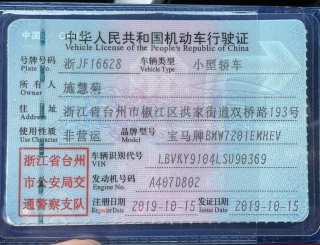 中华人民共和国机动车行驶证
Vehicle License of the People's Republic of China
号牌号码 浙JF16628 车辆类型 小型轿车
Plate No. Vehicle Type
所有人 施慧菊
Owner
住址 浙江省台州市椒江区洪家街道双桥路193号
Address
使用性质 非营运 品牌型号 宝马牌BMW7201EMHEV
Use Character Model
浙江省台州市公安局交通警察支队
车辆识别代号 LBVKY9104LSU90369
VIN
发动机号码 A407D802
Engine No.
注册日期 2019-10-15 发证日期 2019-10-15
Register Date Issue Date